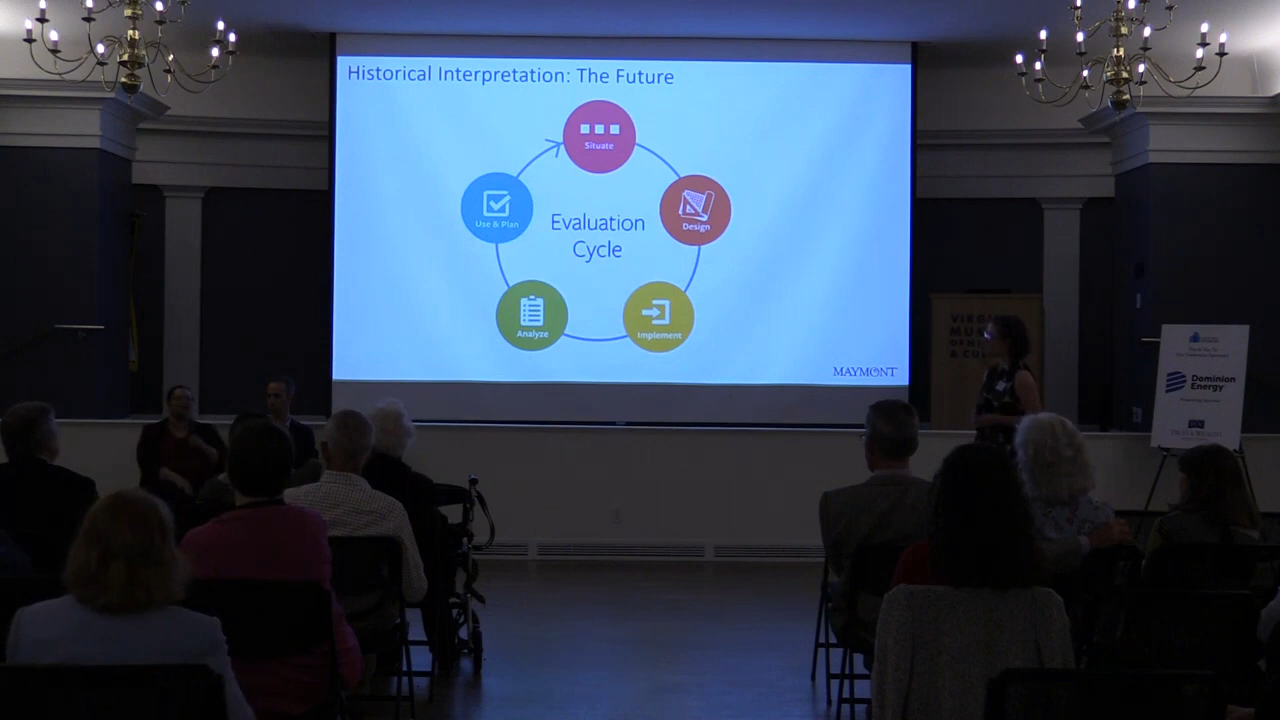 Historical Interpretation: The Future
Situate
Use & Plan
Design
Evaluation
Cycle
Analyze
Implement
MAYMONT
Dominion
Energy